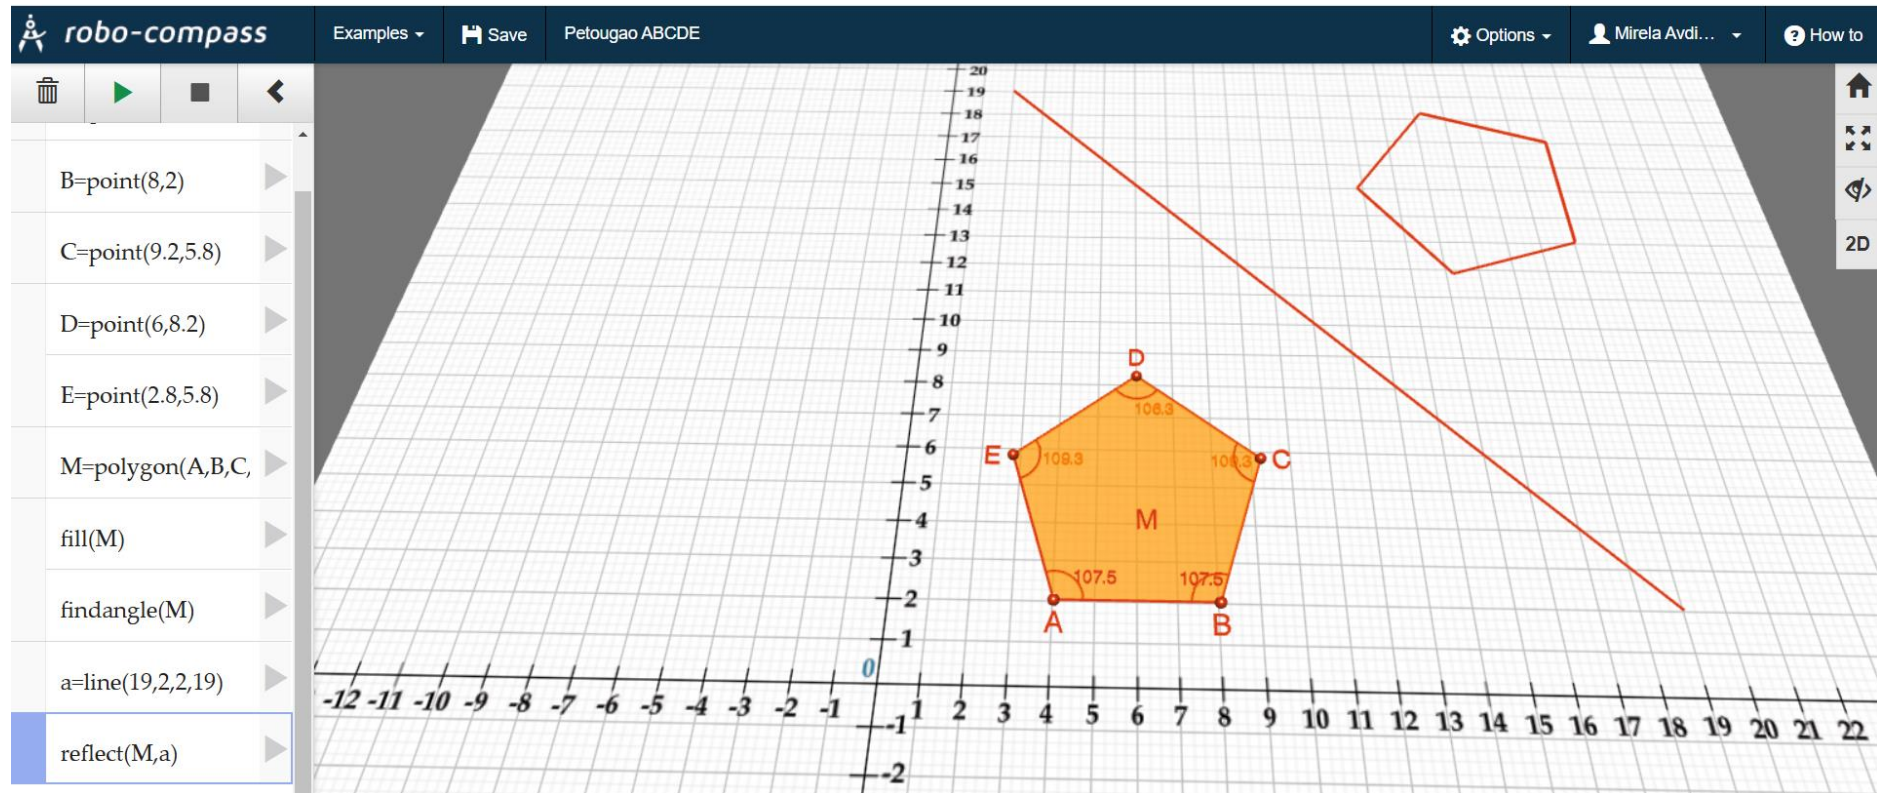 robo-compass
Examples
Save
Petougao ABCDE
Options
Mirela Avdi...
How to
B=point(8,2)
C=point(9.2,5.8)
D=point(6,8.2)
E=point(2.8,5.8)
M=polygon(A,B,C,
fill(M)
findangle(M)
a=line(19,2,2,19)
reflect(M,a)
2D
20
19
18
17
16
15
14
13
12
11
10
9
8
7
6
5
4
3
2
1
0
-1
-2
-12 -11 -10 -9 -8 -7 -6 -5 -4 -3 -2 -1 1 2 3 4 5 6 7 8 9 10 11 12 13 14 15 16 17 18 19 20 21 22
D
E
C
M
A
B
107.5
107.5